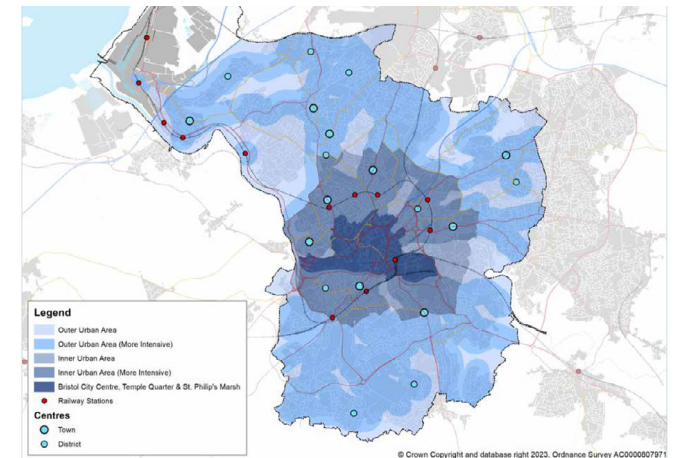 Legend
Outer Urban Area
Outer Urban Area (More Intensive)
Inner Urban Area
Inner Urban Area (More Intensive)
Bristol City Centre, Temple Quarter & St. Philip's Marsh
Railway Stations
Centres
Town
District
© Crown Copyright and database right 2023. Ordnance Survey AC0000807971